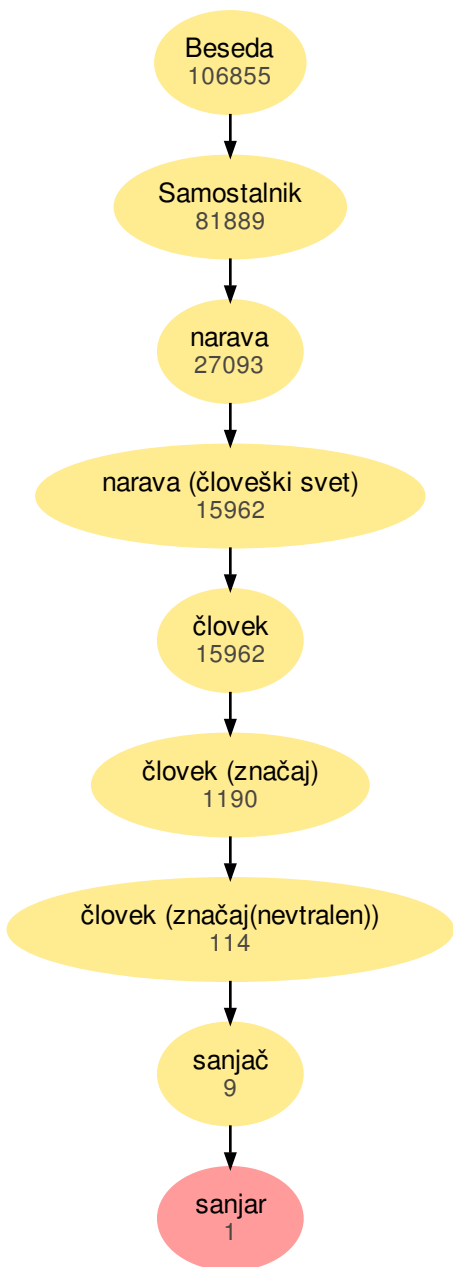 Beseda
106855
Samostalnik
81889
narava
27093
narava (človeški svet)
15962
človek
15962
človek (značaj)
1190
človek (značaj(nevtralen))
114
sanjač
9
sanjar
1